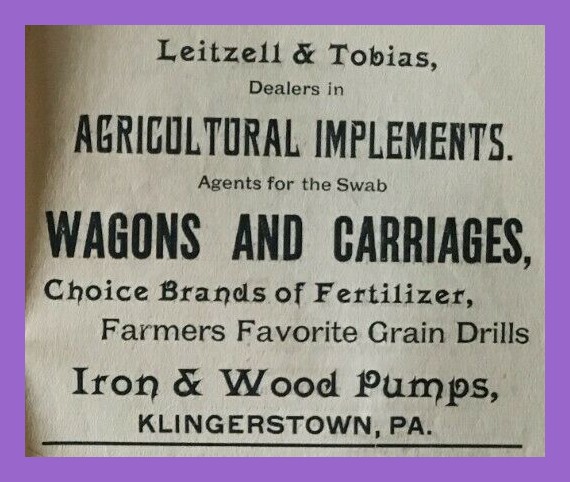 Leitzell & Tobias,
Dealers in
AGRICULTURAL IMPLEMENTS.
Agents for the Swab
WAGONS AND CARRIAGES,
Choice Brands of Fertilizer,
Farmers Favorite Grain Drills
Iron & Wood Pumps,
KLINGERSTOWN, PA.